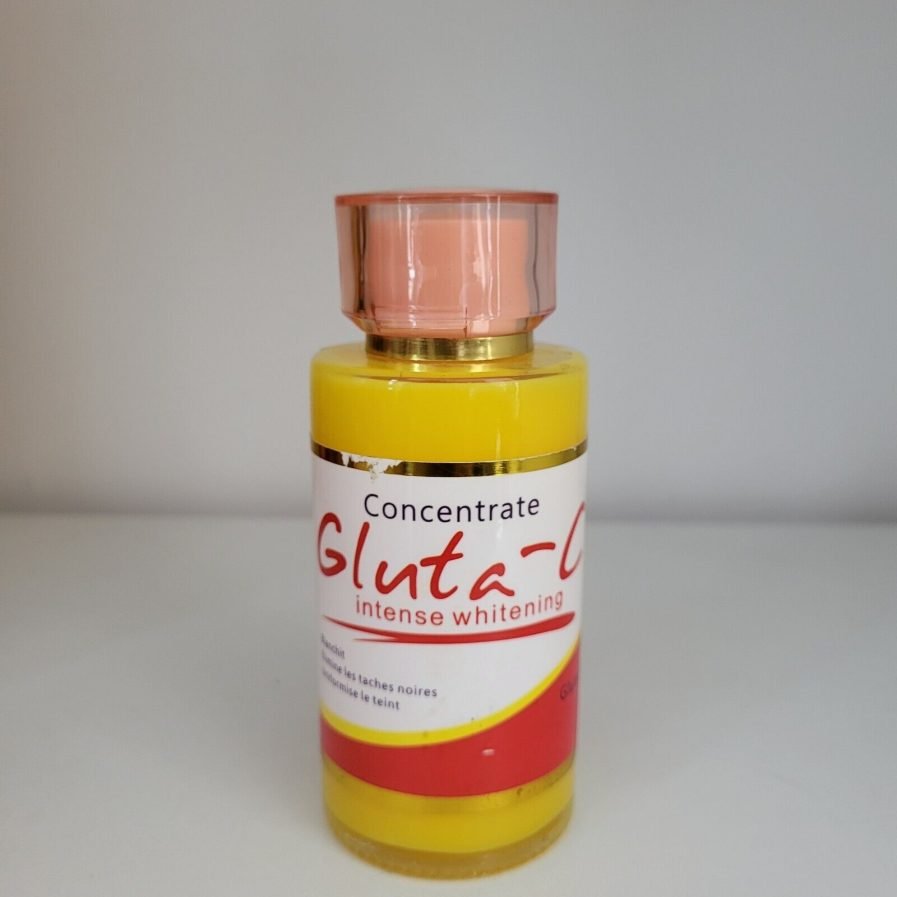 Concentrate
Gluta-C
intense whitening
les taches noires
le teint